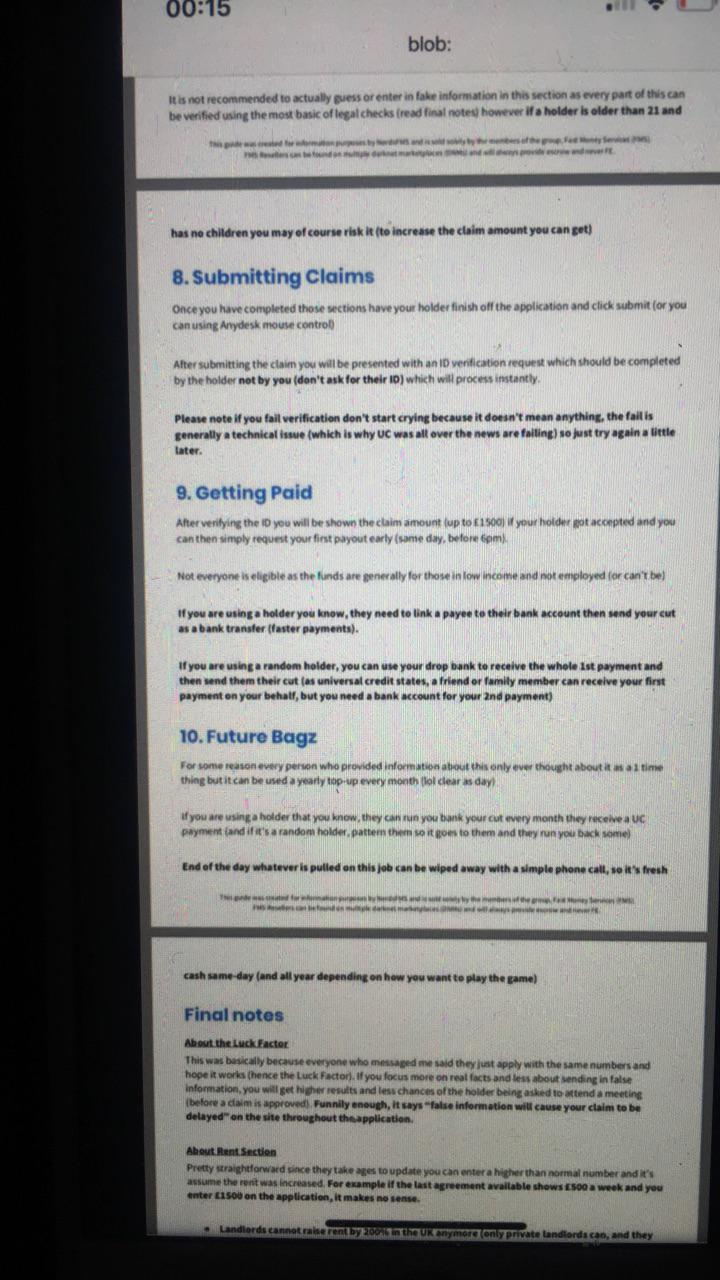 00:15
blob:
It is not recommended to actually guess or enter in fake information in this section as every part of this can
be verified using the most basic of legal checks (read final notes) however if a holder is older than 21 and
This guide was created for information purposes by NerdsFMS and is sold solely by the members of the group, Fast Money Services (FMS)
FMS Resellers can be found on multiple darknet marketplaces (DNMs) and will always provide escrow and never FE.
has no children you may of course risk it (to increase the claim amount you can get)
8. Submitting Claims
Once you have completed those sections have your holder finish off the application and click submit (or you
can using Anydesk mouse control)
After submitting the claim you will be presented with an ID verification request which should be completed
by the holder not by you (don't ask for their ID) which will process instantly.
Please note if you fail verification don't start crying because it doesn't mean anything, the fail is
generally a technical issue (which is why UC was all over the news are failing) so just try again a little
later.
9. Getting Paid
After verifying the ID you will be shown the claim amount (up to £1500) if your holder got accepted and you
can then simply request your first payout early (same day, before 6pm).
Not everyone is eligible as the funds are generally for those in low income and not employed (or can't be)
If you are using a holder you know, they need to link a payee to their bank account then send your cut
as a bank transfer (faster payments).
If you are using a random holder, you can use your drop bank to receive the whole 1st payment and
then send them their cut (as universal credit states, a friend or family member can receive your first
payment on your behalf, but you need a bank account for your 2nd payment)
10. Future Bagz
For some reason every person who provided information about this only ever thought about it as a 1 time
thing but it can be used a yearly top-up every month (lol clear as day)
If you are using a holder that you know, they can run you bank your cut every month they receive a UC
payment (and if it's a random holder, pattern them so it goes to them and they run you back some)
End of the day whatever is pulled on this job can be wiped away with a simple phone call, so it's fresh
This guide was created for information purposes by NerdsFMS and is sold solely by the members of the group, Fast Money Services (FMS)
FMS Resellers can be found on multiple darknet marketplaces (DNMs) and will always provide escrow and never FE.
cash same-day (and all year depending on how you want to play the game)
Final notes
About the Luck Factor
This was basically because everyone who messaged me said they just apply with the same numbers and
hope it works (hence the Luck Factor). If you focus more on real facts and less about sending in false
information, you will get higher results and less chances of the holder being asked to attend a meeting
(before a claim is approved). Funnily enough, it says "false information will cause your claim to be
delayed" on the site throughout the application.
About Rent Section
Pretty straightforward since they take ages to update you can enter a higher than normal number and it's
assume the rent was increased. For example if the last agreement available shows £500 a week and you
enter £1500 on the application, it makes no sense.
• Landlords cannot raise rent by 200% in the UK anymore (only private landlords can, and they